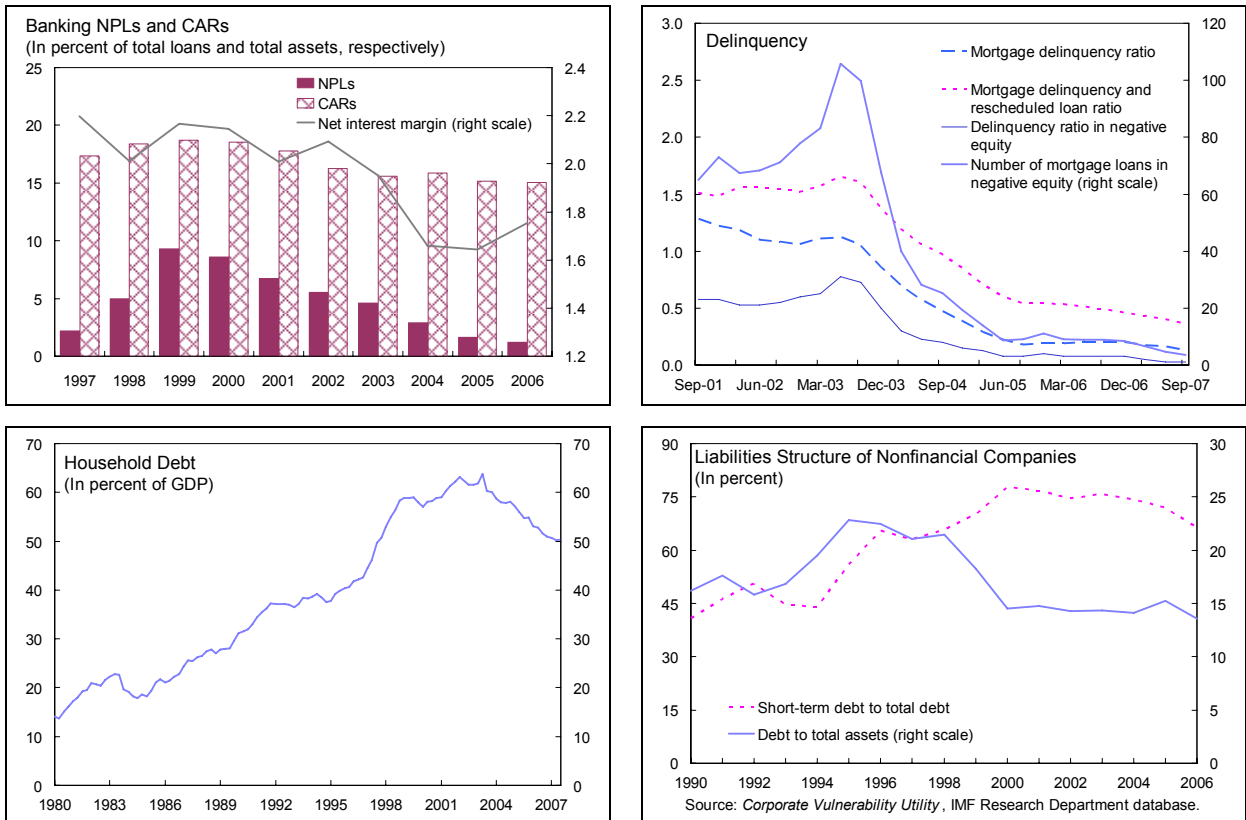 Banking NPLs and CARs
(In percent of total loans and total assets, respectively)
25
20
15
10
5
0
2.4
2.2
2.0
1.8
1.6
1.4
1.2
NPLs
CARs
Net interest margin (right scale)
1997 1998 1999 2000 2001 2002 2003 2004 2005 2006
Delinquency
3.0
2.5
2.0
1.5
1.0
0.5
0.0
120
100
80
60
40
20
0
Mortgage delinquency ratio
Mortgage delinquency and
rescheduled loan ratio
Delinquency ratio in negative
equity
Number of mortgage loans in
negative equity (right scale)
Sep-01 Jun-02 Mar-03 Dec-03 Sep-04 Jun-05 Mar-06 Dec-06 Sep-07
Household Debt
(In percent of GDP)
70
60
50
40
30
20
10
0
70
60
50
40
30
20
10
0
1980 1983 1986 1989 1992 1995 1998 2001 2004 2007
Liabilities Structure of Nonfinancial Companies
(In percent)
90
75
60
45
30
15
0
30
25
20
15
10
5
0
Short-term debt to total debt
Debt to total assets (right scale)
1990 1992 1994 1996 1998 2000 2002 2004 2006
Source: Corporate Vulnerability Utility, IMF Research Department database.